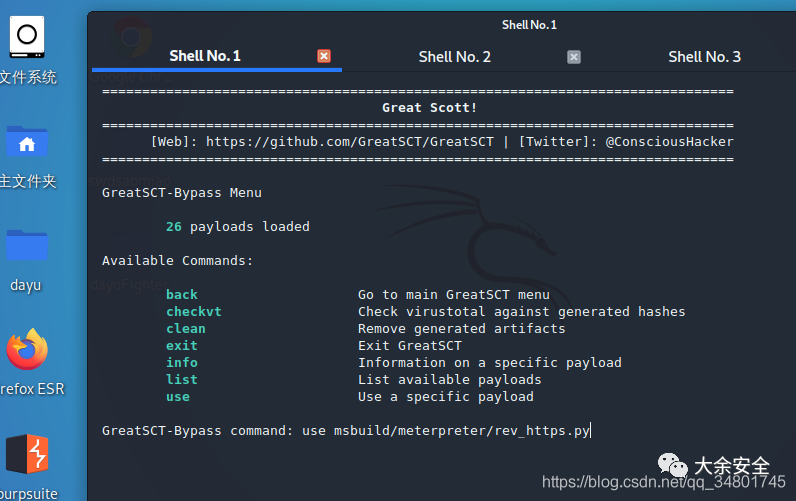 Shell No. 1
Shell No. 1
Shell No. 2
Shell No. 3
文件系统
主文件夹
dayu
refox ESR
ourpsuite
================================================================================
Great Scott!
================================================================================
[Web]: https://github.com/GreatSCT/GreatSCT | [Twitter]: @ConsciousHacker
================================================================================
GreatSCT-Bypass Menu
26 payloads loaded
Available Commands:
back Go to main GreatSCT menu
checkvt Check virustotal against generated hashes
clean Remove generated artifacts
exit Exit GreatSCT
info Information on a specific payload
list List available payloads
use Use a specific payload
GreatSCT-Bypass command: use msbuild/meterpreter/rev_https.py
大余安全
https://blog.csdn.net/qq_34801745